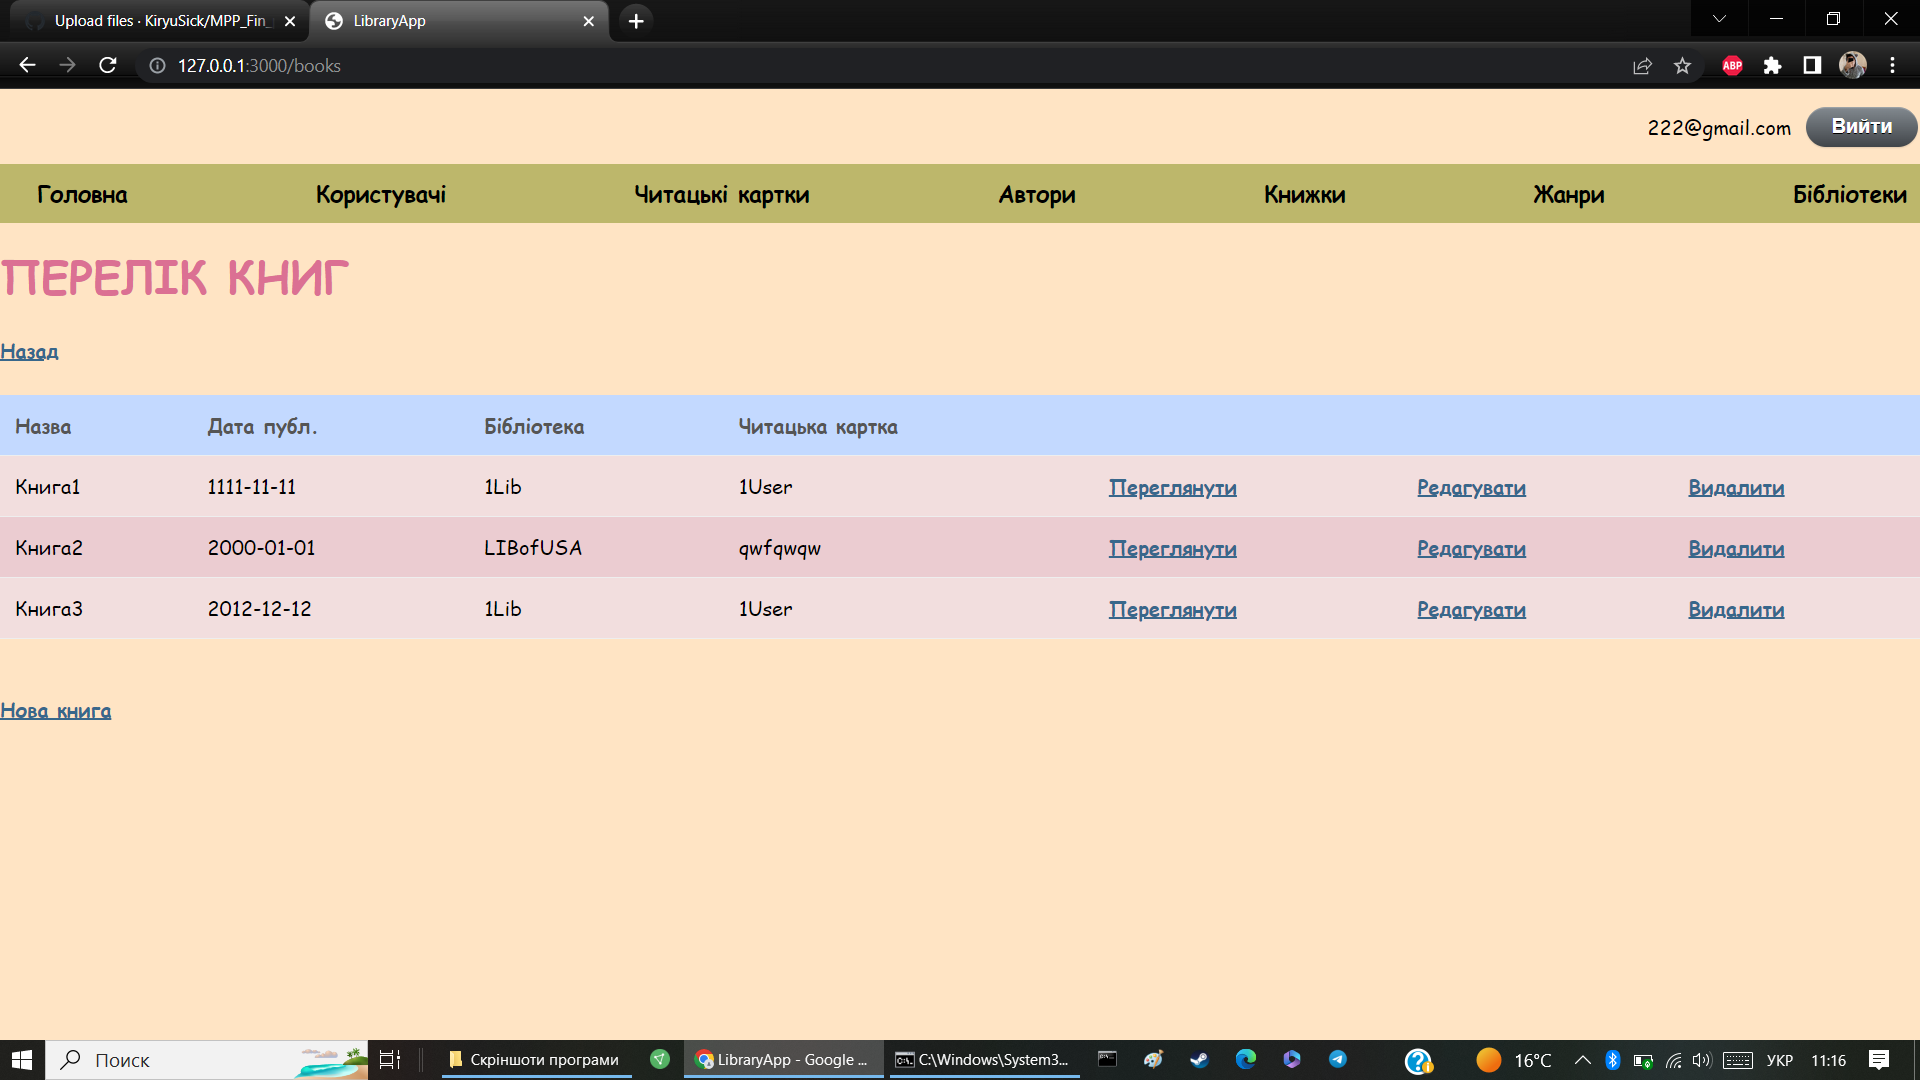 Upload files · KiryuSick/MPP_Fin_
LibraryApp
127.0.0.1:3000/books
ABP
222@gmail.com
Вийти
Головна Користувачі Читацькі картки Автори Книжки Жанри Бібліотеки
ПЕРЕЛІК КНИГ
Назад
Назва Дата публ. Бібліотека Читацька картка
Книга1 1111-11-11 1Lib 1User Переглянути Редагувати Видалити
Книга2 2000-01-01 LIBofUSA qwfqwqw Переглянути Редагувати Видалити
Книга3 2012-12-12 1Lib 1User Переглянути Редагувати Видалити
Нова книга
Поиск
Скріншоти програми
LibraryApp - Google ...
C:\Windows\System3...
16°C
УКР
11:16